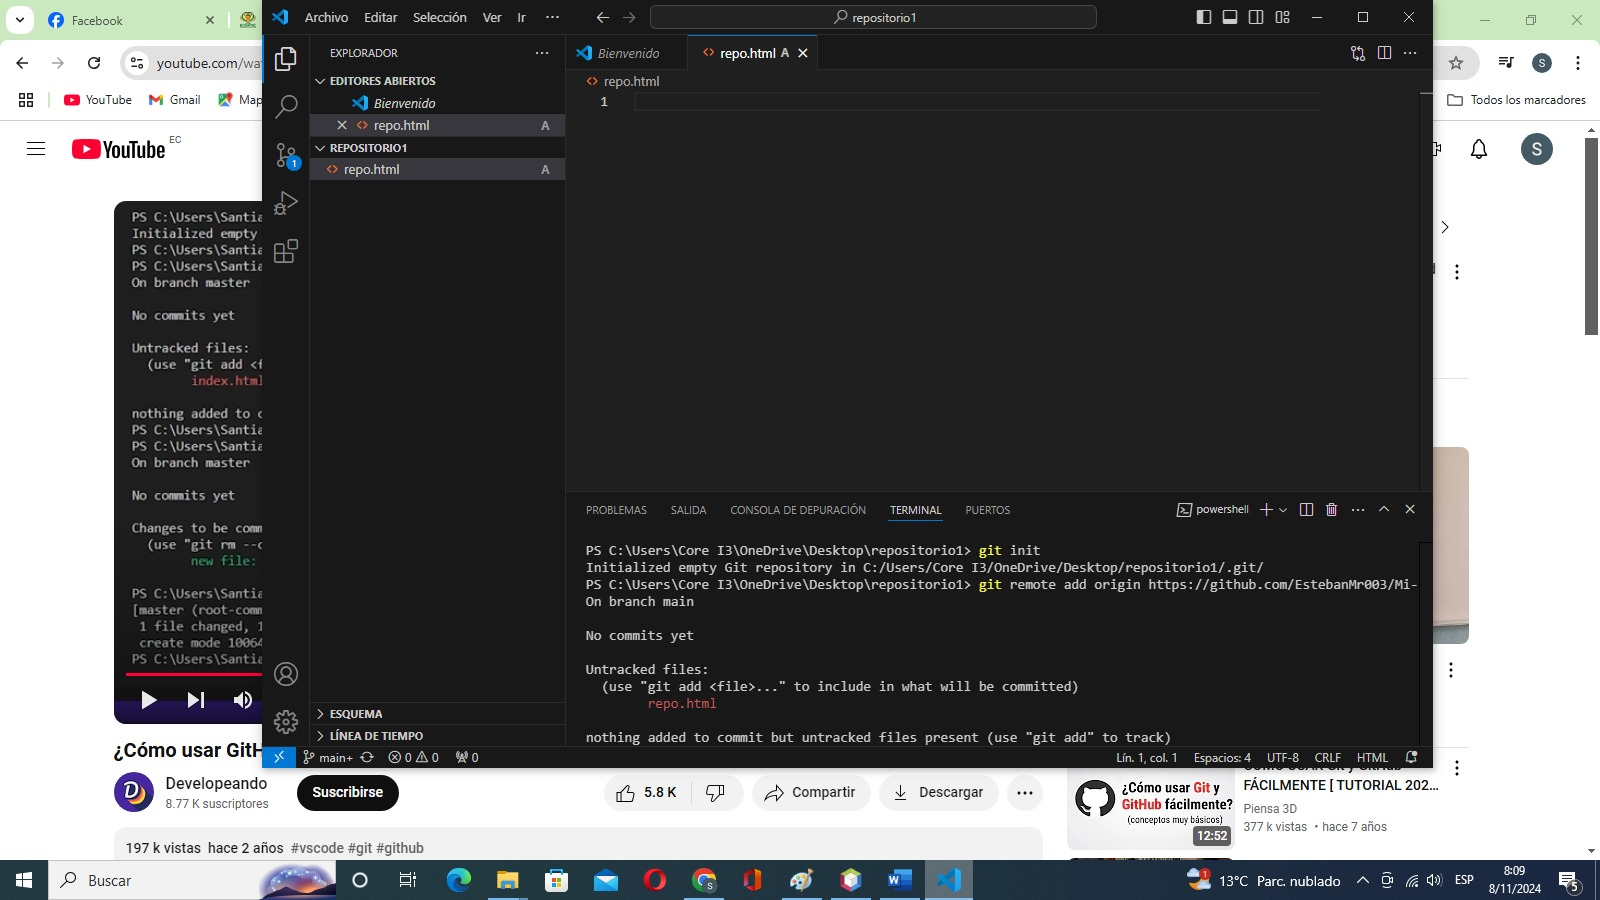 Facebook
youtube.com/wa
YouTube
Gmail
Map
Todos los marcadores
S
YouTube EC
S
PS C:\Users\Santia
Initialized empty
PS C:\Users\Santia
PS C:\Users\Santia
On branch master
No commits yet
Untracked files:
(use "git add <f
index.html
nothing added to c
PS C:\Users\Santia
PS C:\Users\Santia
On branch master
No commits yet
Changes to be comm
(use "git rm --c
new file:
PS C:\Users\Santia
[master (root-comm
1 file changed, 1
create mode 10064
PS C:\Users\Santia
Archivo Editar Selección Ver Ir ···
repositorio1
EXPLORADOR
EDITORES ABIERTOS
Bienvenido
repo.html A
REPOSITORIO1
repo.html A
1
ESQUEMA
LÍNEA DE TIEMPO
Bienvenido
repo.html A
repo.html
1
PROBLEMAS SALIDA CONSOLA DE DEPURACIÓN TERMINAL PUERTOS
powershell
PS C:\Users\Core I3\OneDrive\Desktop\repositorio1> git init
Initialized empty Git repository in C:/Users/Core I3/OneDrive/Desktop/repositorio1/.git/
PS C:\Users\Core I3\OneDrive\Desktop\repositorio1> git remote add origin https://github.com/EstebanMr003/Mi-
On branch main
No commits yet
Untracked files:
(use "git add <file>..." to include in what will be committed)
repo.html
nothing added to commit but untracked files present (use "git add" to track)
main+ 0 0 0
Lín. 1, col. 1 Espacios: 4 UTF-8 CRLF HTML
¿Cómo usar GitH
Developeando
8.77 K suscriptores
Suscribirse
5.8 K
Compartir
Descargar
197 k vistas hace 2 años #vscode #git #github
¿Cómo usar Git y
GitHub fácilmente?
(conceptos muy básicos)
12:52
CÓMO USAR Git y GitHub
FÁCILMENTE [ TUTORIAL 202...
Piensa 3D
377 k vistas • hace 7 años
Buscar
1
13°C Parc. nublado
ESP
8:09
8/11/2024
5